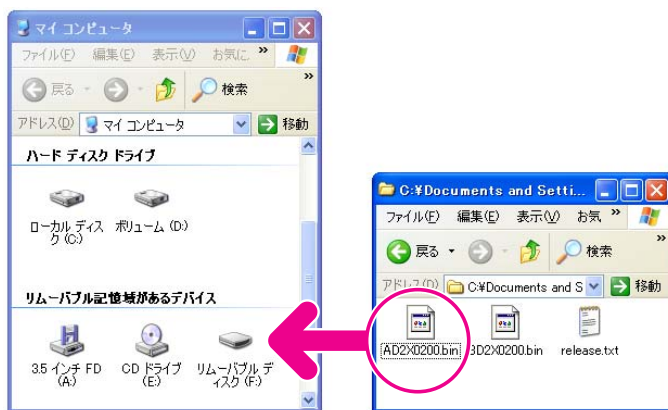 マイ コンピュータ
ファイル(F) 編集(E) 表示(V) お気に »
戻る 検索 »
アドレス(D) マイ コンピュータ 移動
ハード ディスク ドライブ
ローカル ディス
ク (C:)
ボリューム (D:)
リムーバブル記憶域があるデバイス
3.5 インチ FD
(A:)
CD ドライブ
(E:)
リムーバブル デ
ィスク (F:)
C:¥Documents and Setti...
ファイル(F) 編集(E) 表示(V) お気 »
戻る 検索 »
アドレス(D) C:¥Documents and S 移動
AD2X0200.bin
BD2X0200.bin
release.txt